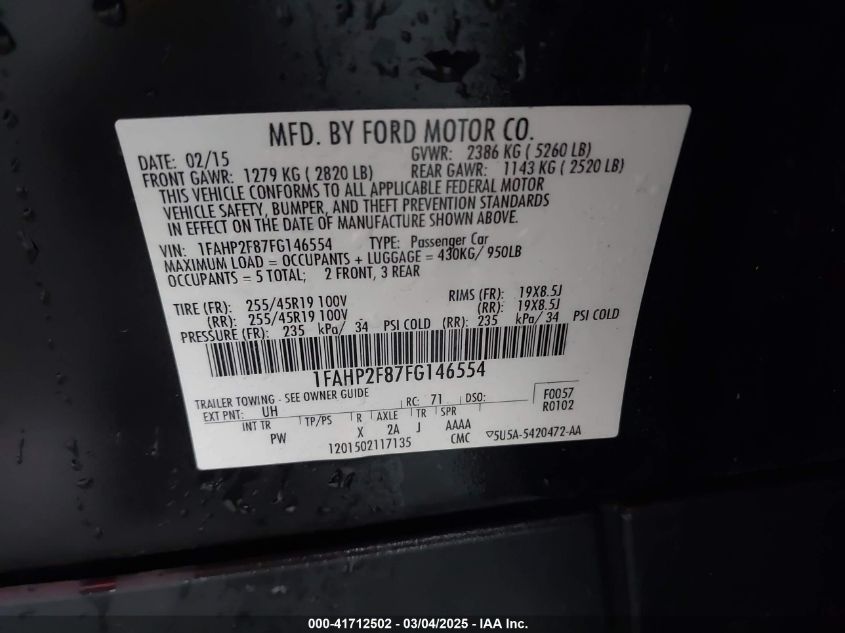 MFD. BY FORD MOTOR CO.
DATE: 02/15 GVWR: 2386 KG ( 5260 LB)
FRONT GAWR: 1279 KG ( 2820 LB) REAR GAWR: 1143 KG ( 2520 LB)
THIS VEHICLE CONFORMS TO ALL APPLICABLE FEDERAL MOTOR
VEHICLE SAFETY, BUMPER, AND THEFT PREVENTION STANDARDS
IN EFFECT ON THE DATE OF MANUFACTURE SHOWN ABOVE.
VIN: 1FAHP2F87FG146554 TYPE: Passenger Car
MAXIMUM LOAD = OCCUPANTS + LUGGAGE = 430KG/ 950LB
OCCUPANTS = 5 TOTAL; 2 FRONT, 3 REAR
TIRE (FR): 255/45R19 100V RIMS (FR): 19X8.5J
(RR): 255/45R19 100V (RR): 19X8.5J
PRESSURE (FR): 235 kPa/ 34 PSI COLD (RR): 235 kPa/ 34 PSI COLD
1FAHP2F87FG146554
TRAILER TOWING - SEE OWNER GUIDE
EXT PNT: UH RC: 71 DSO: F0057
R0102
INT TR TP/PS R AXLE TR SPR
PW X 2A J AAAA
1201502117135 CMC ▽5U5A-5420472-AA
000-41712502 - 03/04/2025 - IAA Inc.